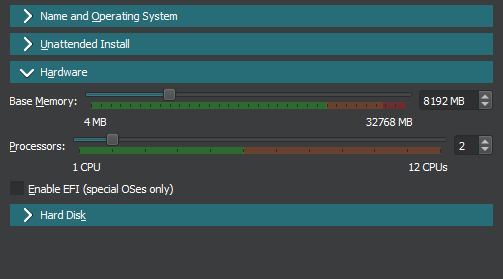 Name and Operating System
Unattended Install
Hardware
Base Memory: 8192 MB
4 MB 32768 MB
Processors: 2
1 CPU 12 CPUs
Enable EFI (special OSes only)
Hard Disk